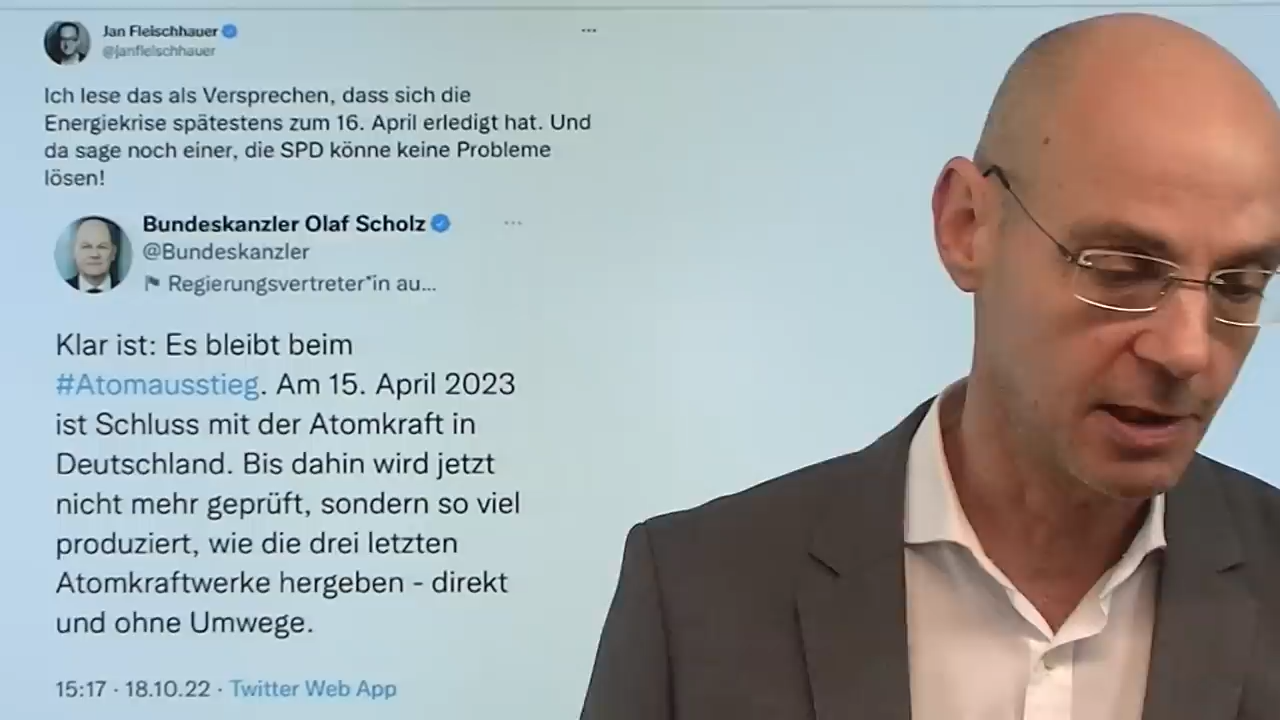 Jan Fleischhauer
@janfleischhauer
Ich lese das als Versprechen, dass sich die
Energiekrise spätestens zum 16. April erledigt hat. Und
da sage noch einer, die SPD könne keine Probleme
lösen!
Bundeskanzler Olaf Scholz
@Bundeskanzler
Regierungsvertreter*in au...
Klar ist: Es bleibt beim
#Atomausstieg. Am 15. April 2023
ist Schluss mit der Atomkraft in
Deutschland. Bis dahin wird jetzt
nicht mehr geprüft, sondern so viel
produziert, wie die drei letzten
Atomkraftwerke hergeben - direkt
und ohne Umwege.
15:17 · 18.10.22 · Twitter Web App